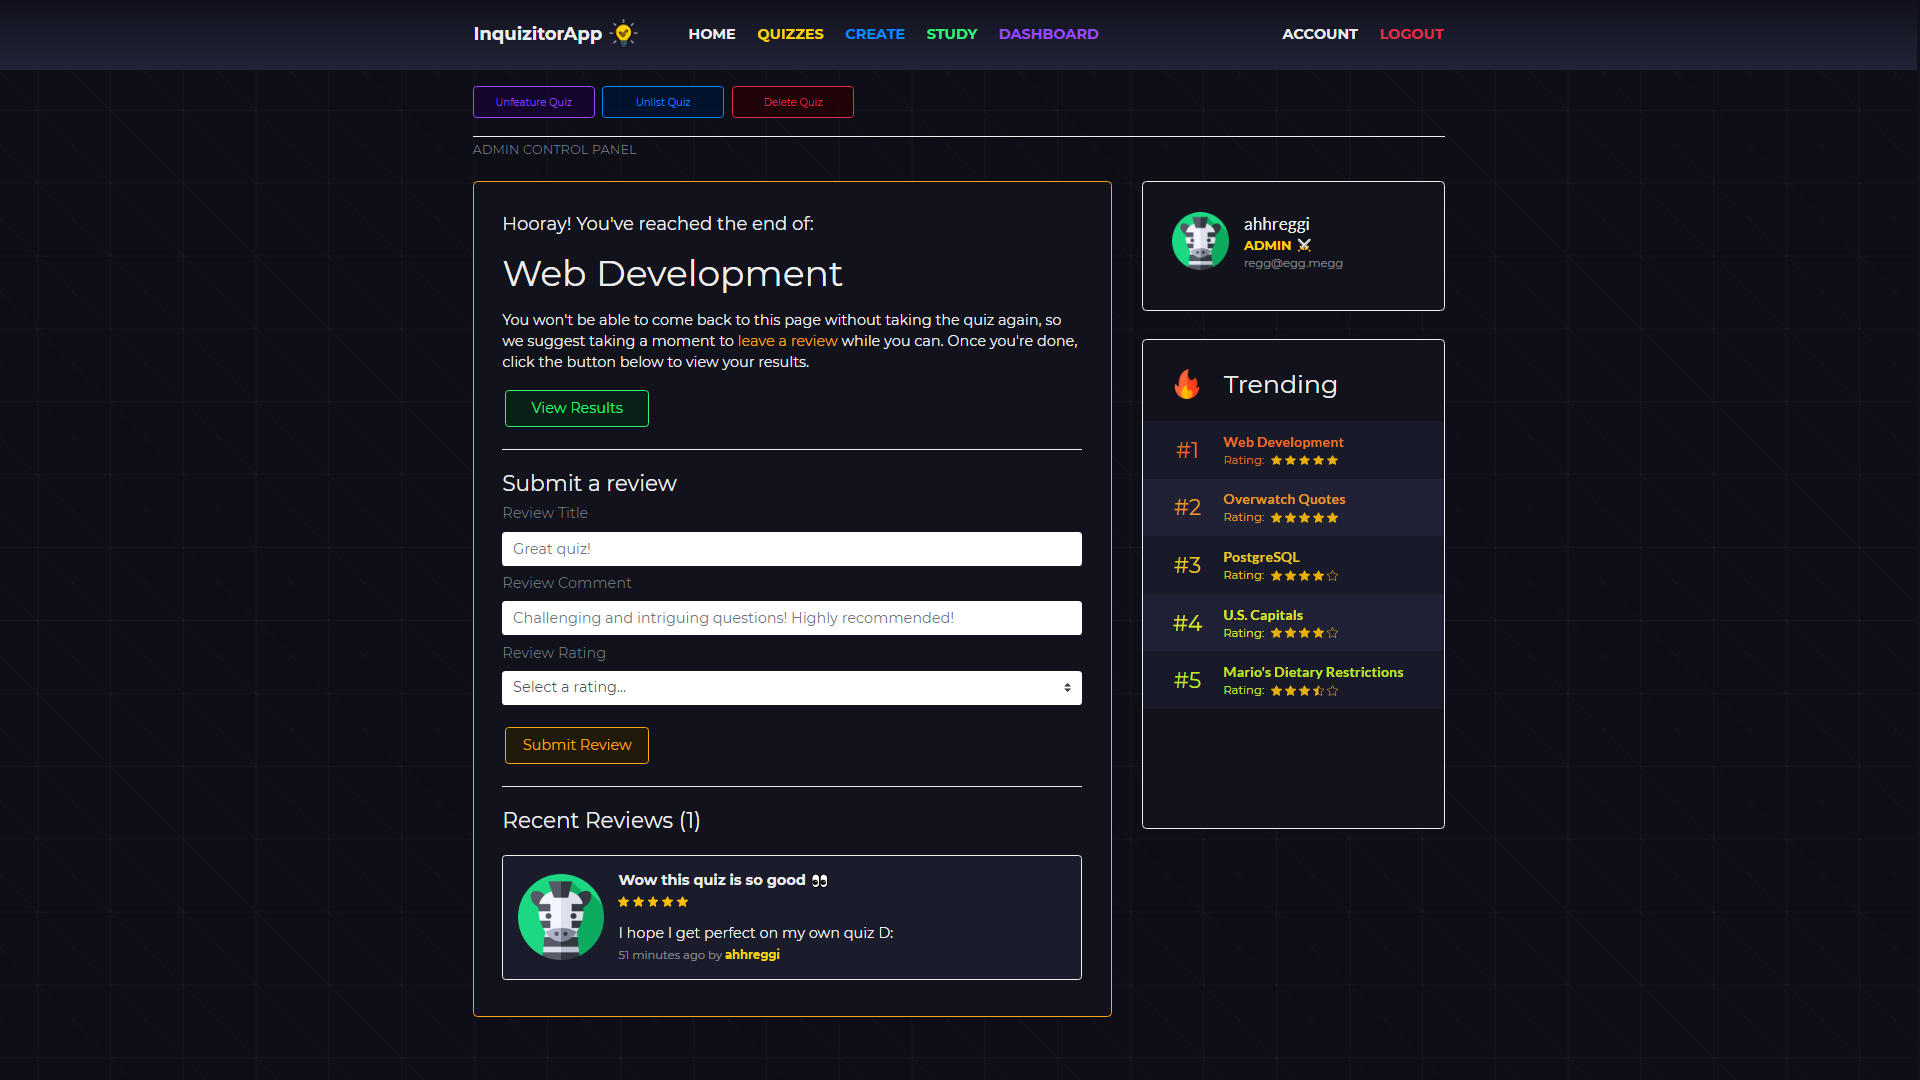 InquizitorApp HOME QUIZZES CREATE STUDY DASHBOARD ACCOUNT LOGOUT
Unfeature Quiz Unlist Quiz Delete Quiz
ADMIN CONTROL PANEL
Hooray! You've reached the end of:
Web Development
You won't be able to come back to this page without taking the quiz again, so
we suggest taking a moment to leave a review while you can. Once you're done,
click the button below to view your results.
View Results
Submit a review
Review Title
Great quiz!
Review Comment
Challenging and intriguing questions! Highly recommended!
Review Rating
Select a rating...
Submit Review
Recent Reviews (1)
Wow this quiz is so good 👀
I hope I get perfect on my own quiz D:
51 minutes ago by ahhreggi
ahhreggi
ADMIN ⚔️
regg@egg.megg
Trending
#1 Web Development
Rating: ★★★★★
#2 Overwatch Quotes
Rating: ★★★★★
#3 PostgreSQL
Rating: ★★★★☆
#4 U.S. Capitals
Rating: ★★★★☆
#5 Mario's Dietary Restrictions
Rating: